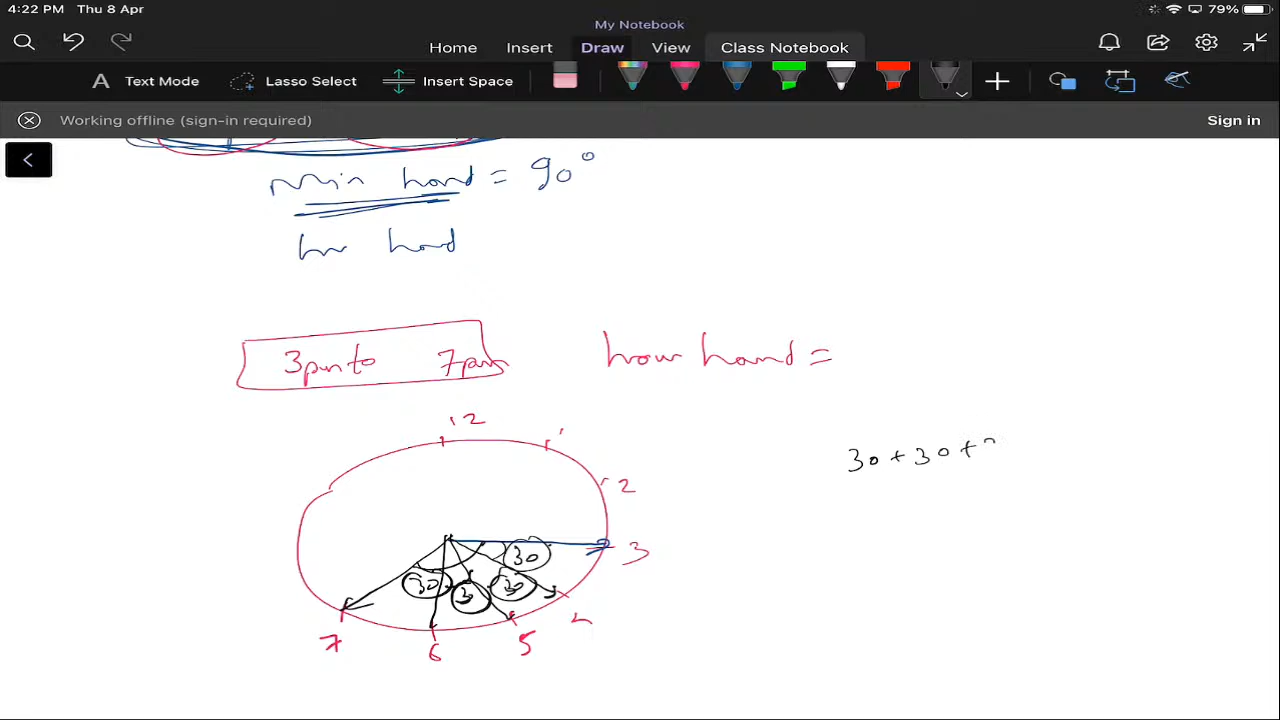 4:22 PM Thu 8 Apr
79%
My Notebook
Home Insert Draw View Class Notebook
Text Mode Lasso Select Insert Space
Working offline (sign-in required)
Sign in
Min hand = 90°
hr hand
3pm to 7pm
hour hand =
12
1
2
30 + 30 +
30
3
30 3 30
4
7
6
5